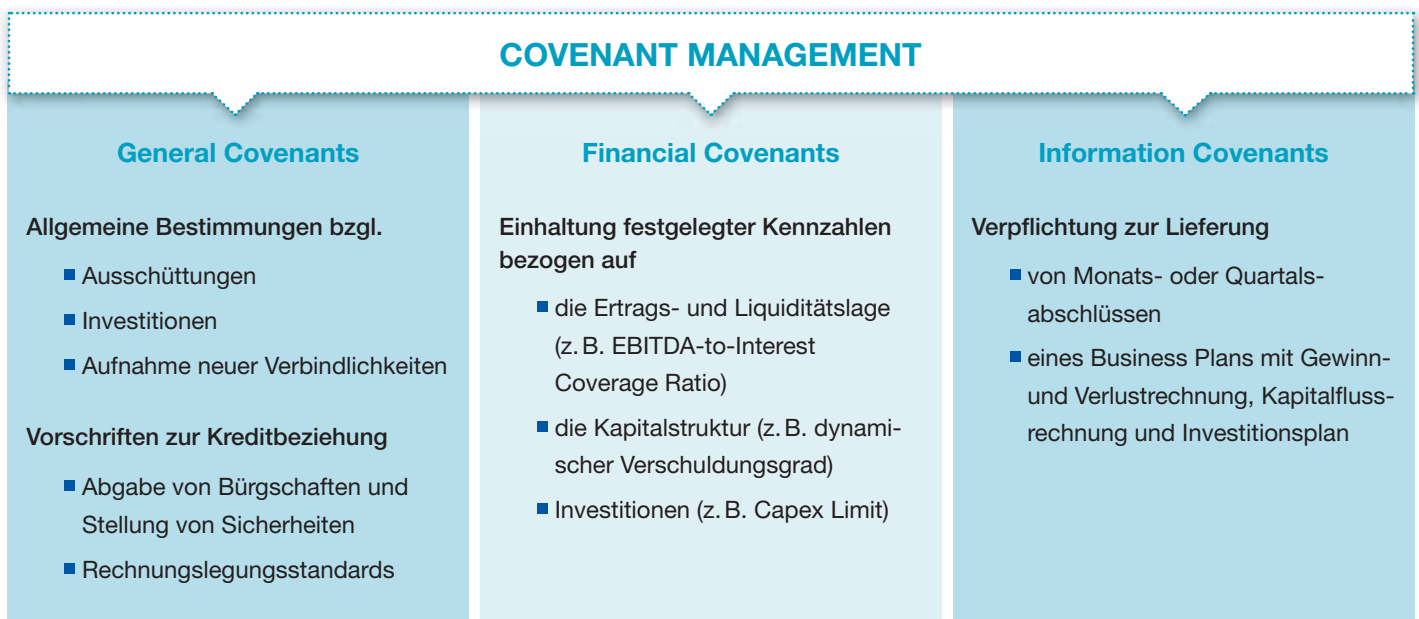 COVENANT MANAGEMENT
General Covenants
Allgemeine Bestimmungen bzgl.
Ausschüttungen
Investitionen
Aufnahme neuer Verbindlichkeiten
Vorschriften zur Kreditbeziehung
Abgabe von Bürgschaften und
Stellung von Sicherheiten
Rechnungslegungsstandards
Financial Covenants
Einhaltung festgelegter Kennzahlen
bezogen auf
die Ertrags- und Liquiditätslage
(z. B. EBITDA-to-Interest
Coverage Ratio)
die Kapitalstruktur (z. B. dynami-
scher Verschuldungsgrad)
Investitionen (z. B. Capex Limit)
Information Covenants
Verpflichtung zur Lieferung
von Monats- oder Quartals-
abschlüssen
eines Business Plans mit Gewinn-
und Verlustrechnung, Kapitalfluss-
rechnung und Investitionsplan